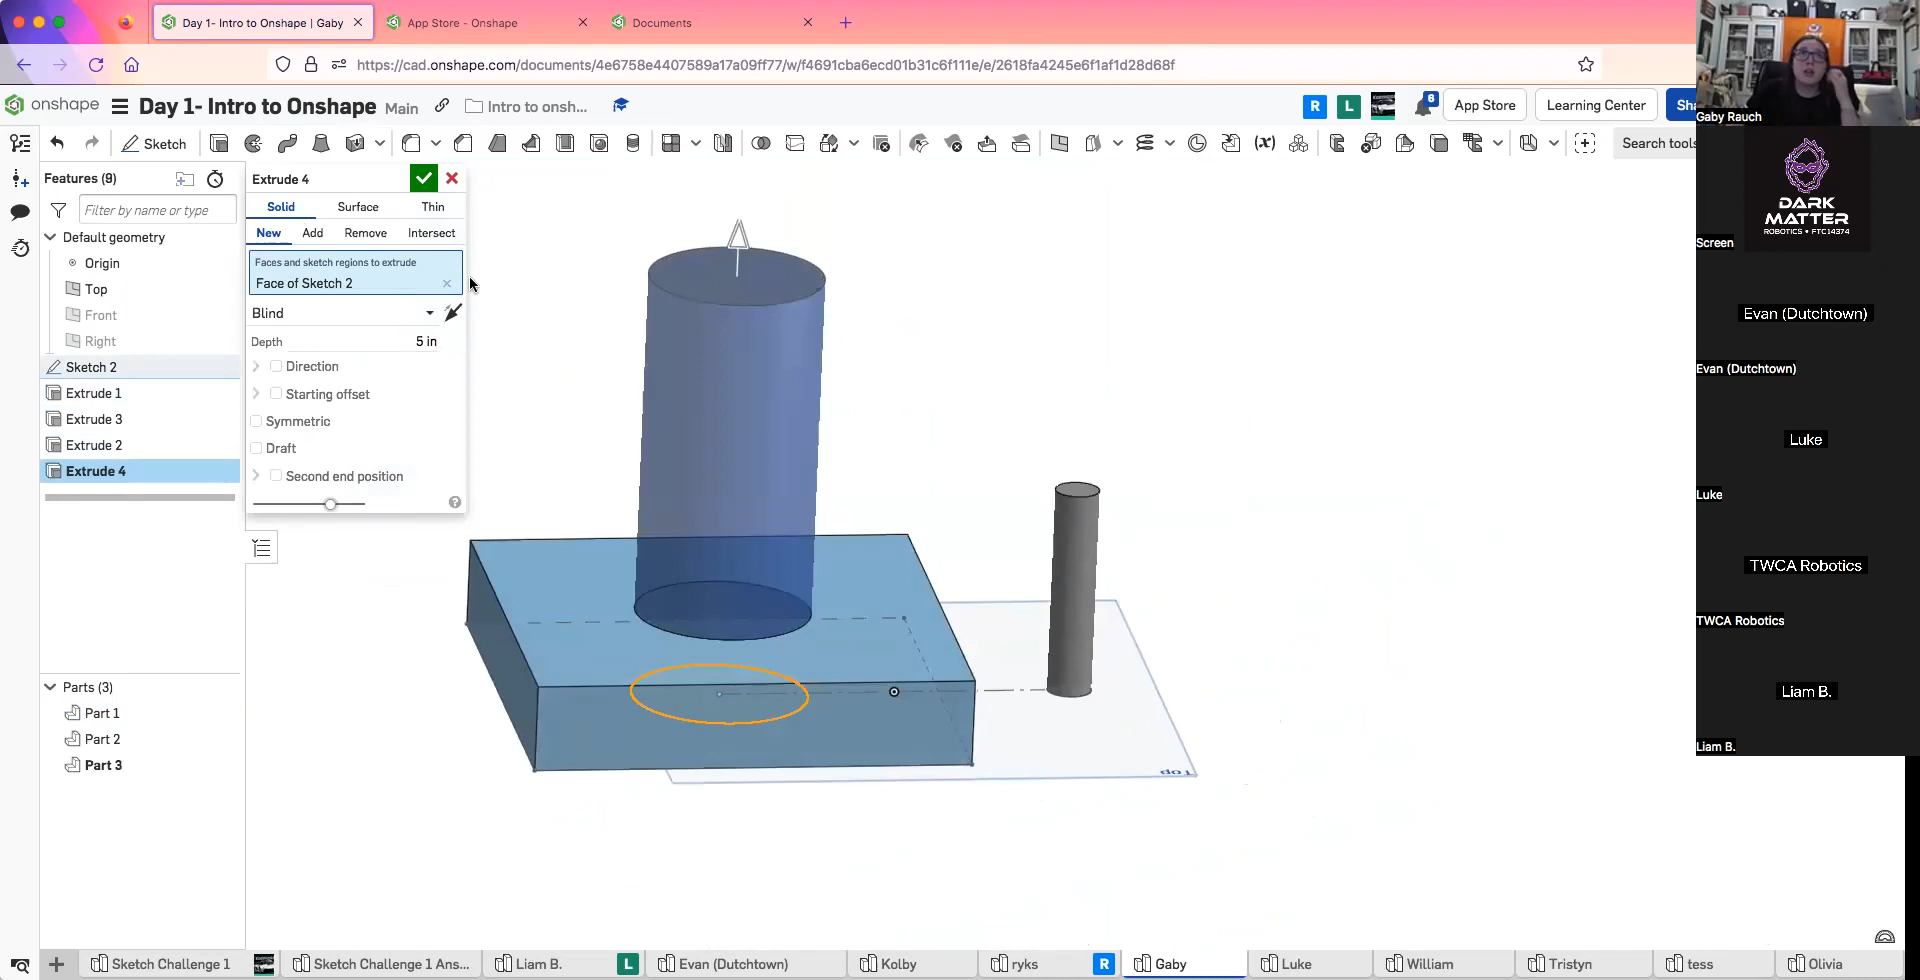 Day 1- Intro to Onshape | Gaby
App Store - Onshape
Documents
https://cad.onshape.com/documents/4e6758e4407589a17a09ff77/w/f4691cba6ecd01b31c6f111e/e/2618fa4245e6f1af1d28d68f
onshape
Day 1- Intro to Onshape
Main
Intro to onsh...
R
L
6
App Store
Learning Center
Sha
Gaby Rauch
Sketch
(x)
Search tools
Features (9)
Filter by name or type
Default geometry
Origin
Top
Front
Right
Sketch 2
Extrude 1
Extrude 3
Extrude 2
Extrude 4
Parts (3)
Part 1
Part 2
Part 3
Extrude 4
Solid Surface Thin
New Add Remove Intersect
Faces and sketch regions to extrude
Face of Sketch 2
Blind
Depth 5 in
Direction
Starting offset
Symmetric
Draft
Second end position
Top
DARK
MATTER
ROBOTICS • FTC14374
Screen
Evan (Dutchtown)
Evan (Dutchtown)
Luke
Luke
TWCA Robotics
TWCA Robotics
Liam B.
Liam B.
Sketch Challenge 1
Sketch Challenge 1 Ans...
Liam B.
L
Evan (Dutchtown)
Kolby
ryks
R
Gaby
Luke
William
Tristyn
tess
Olivia